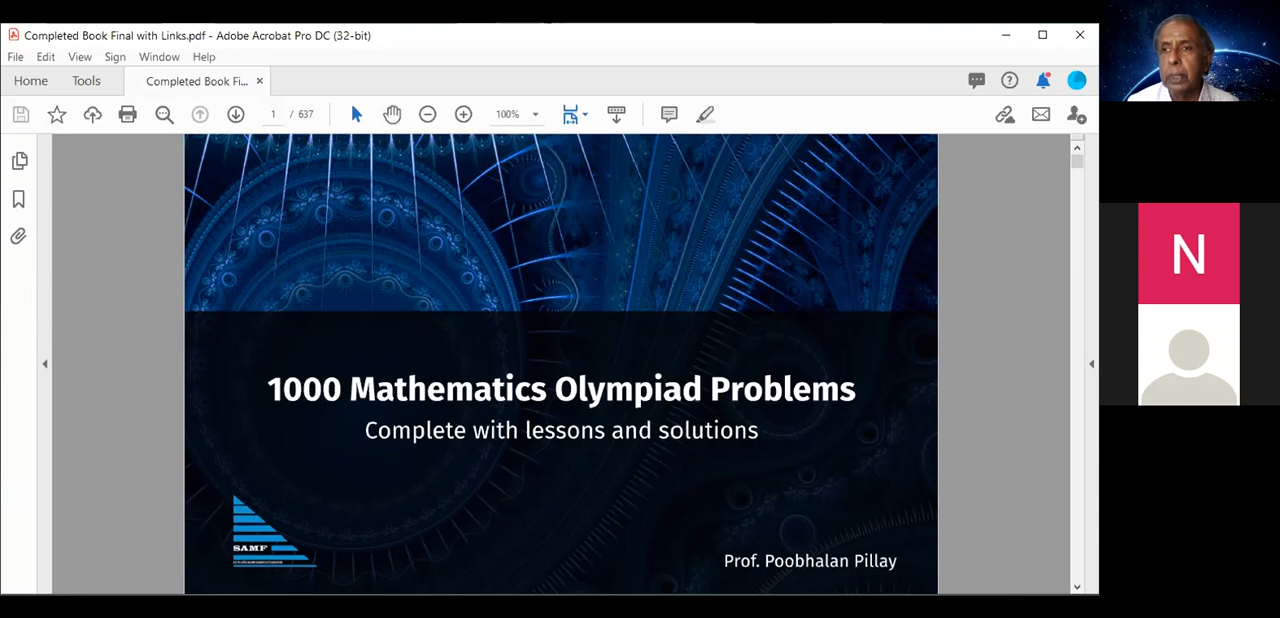 Completed Book Final with Links.pdf - Adobe Acrobat Pro DC (32-bit)
File Edit View Sign Window Help
Home Tools Completed Book Fi... ×
1 / 637 100%
1000 Mathematics Olympiad Problems
Complete with lessons and solutions
SAMF
Prof. Poobhalan Pillay
N